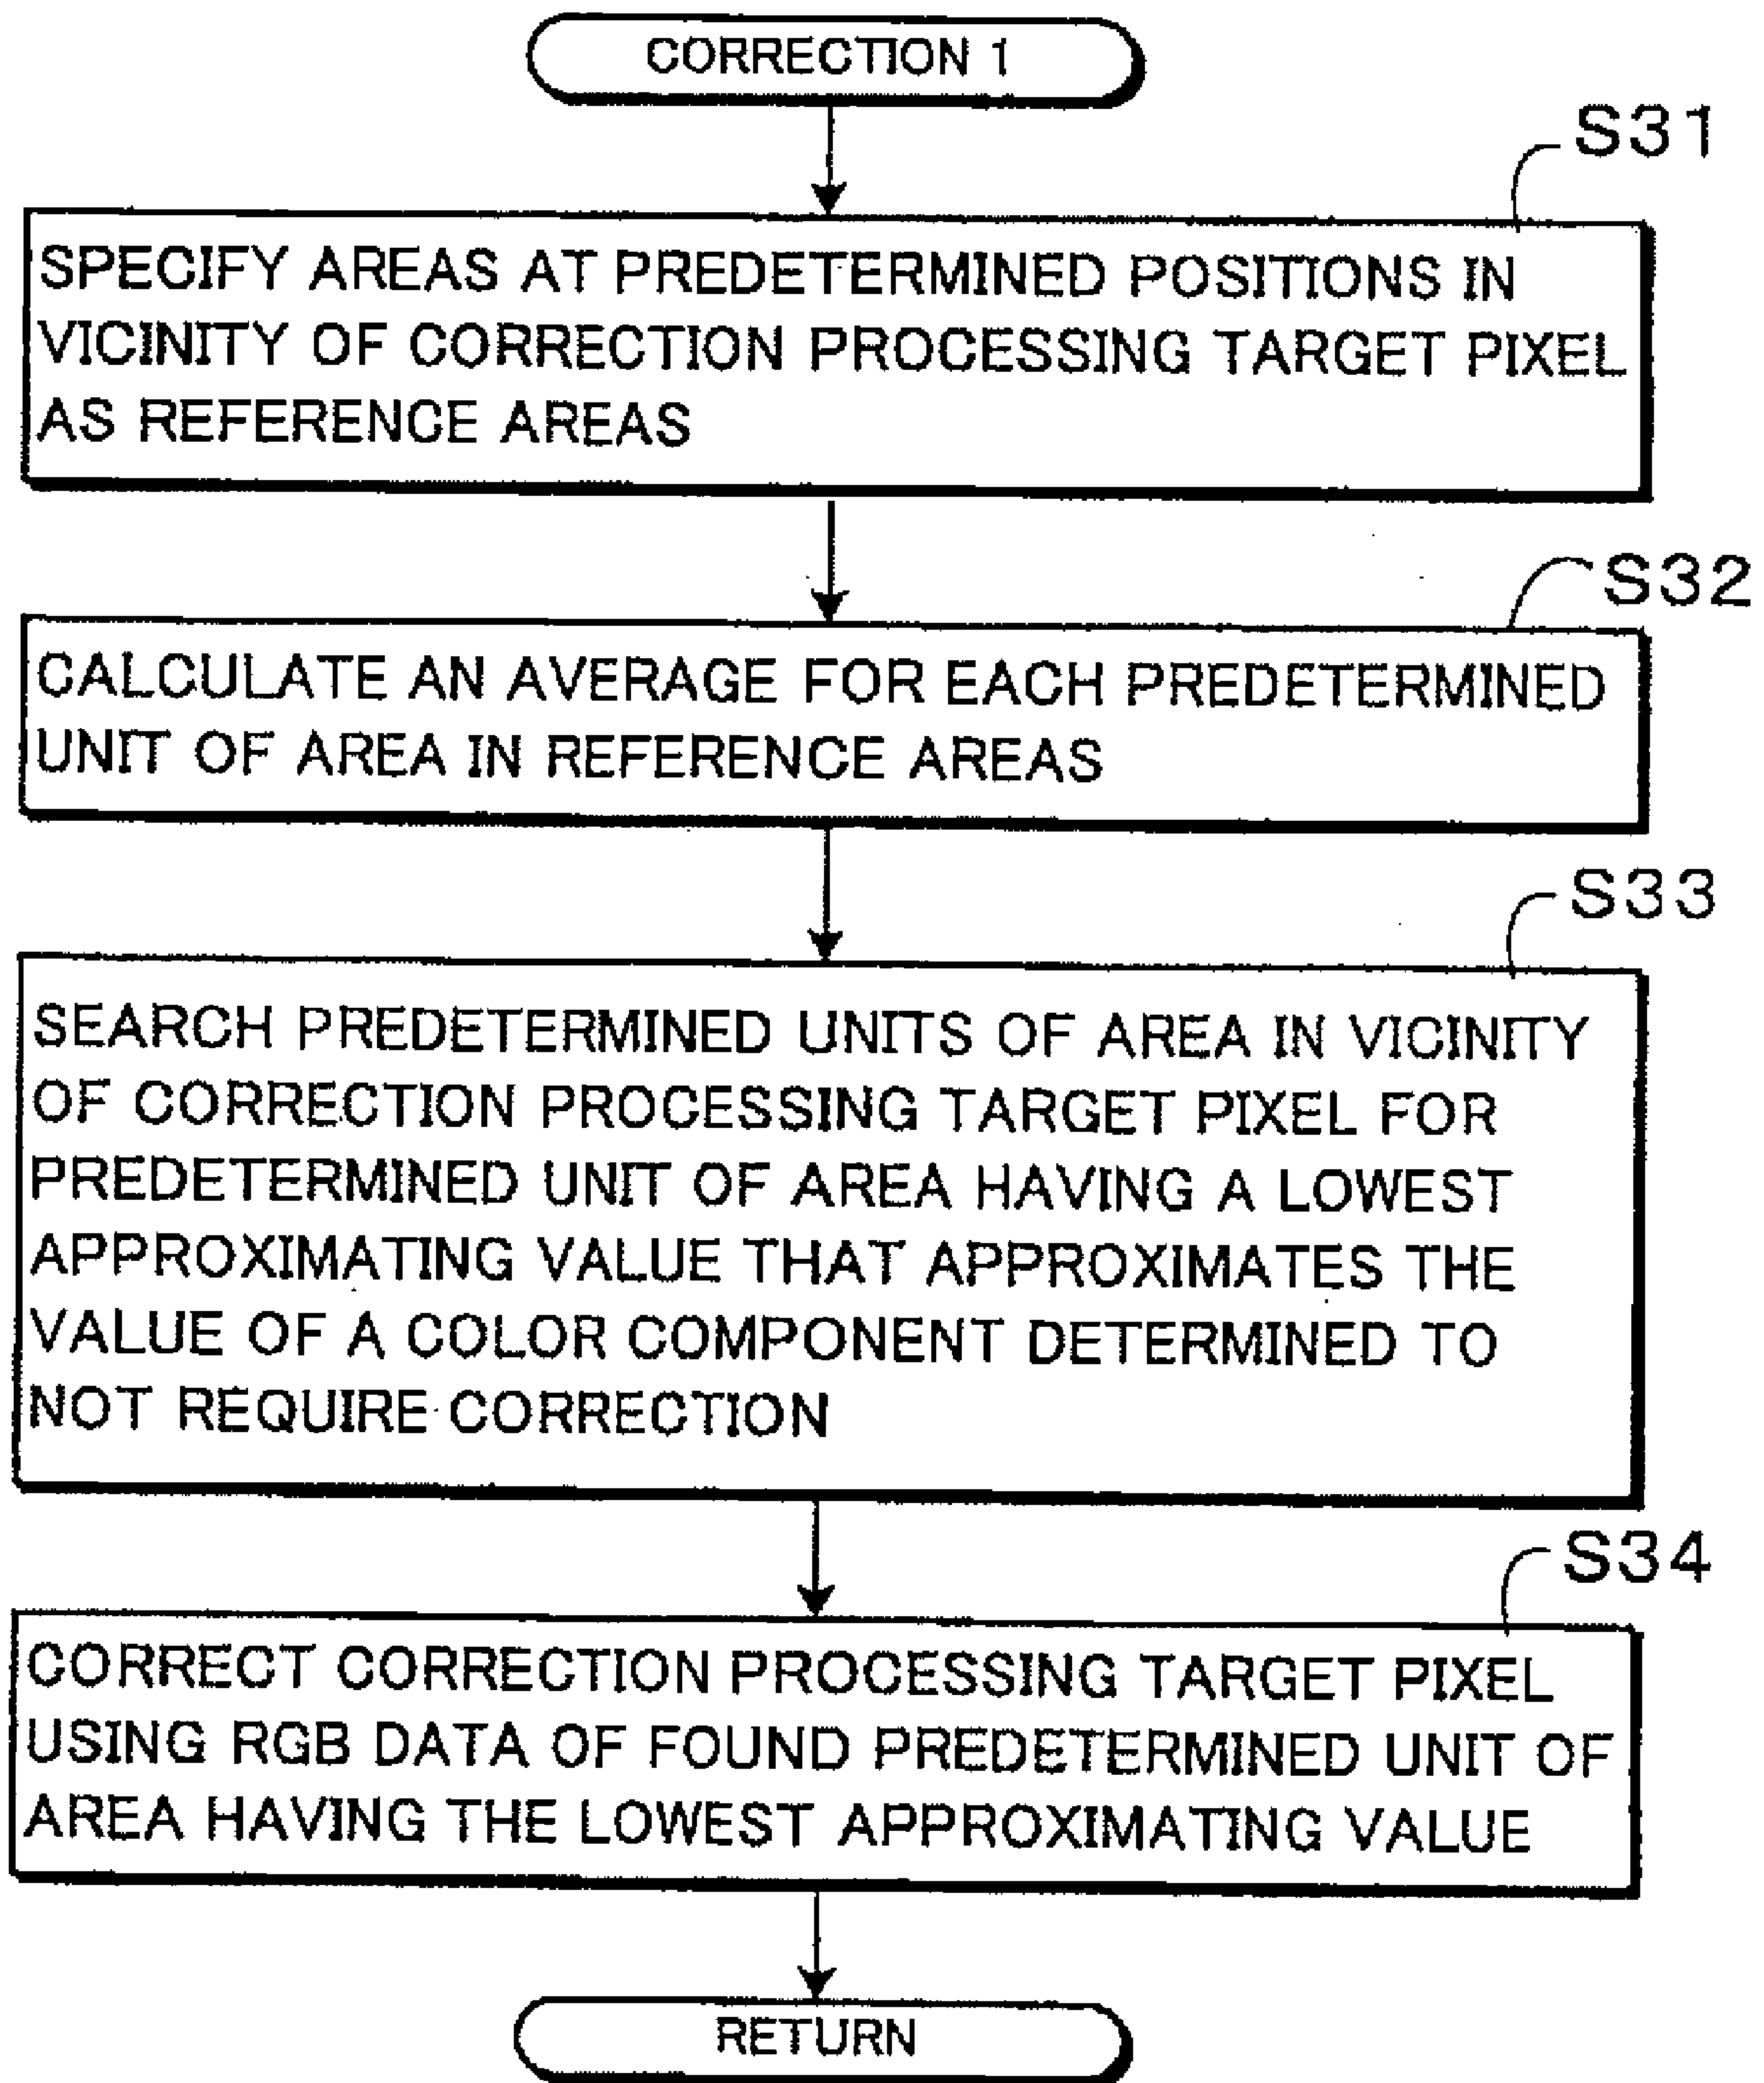 CORRECTION 1
S31
SPECIFY AREAS AT PREDETERMINED POSITIONS IN
VICINITY OF CORRECTION PROCESSING TARGET PIXEL
AS REFERENCE AREAS
S32
CALCULATE AN AVERAGE FOR EACH PREDETERMINED
UNIT OF AREA IN REFERENCE AREAS
S33
SEARCH PREDETERMINED UNITS OF AREA IN VICINITY
OF CORRECTION PROCESSING TARGET PIXEL FOR
PREDETERMINED UNIT OF AREA HAVING A LOWEST
APPROXIMATING VALUE THAT APPROXIMATES THE
VALUE OF A COLOR COMPONENT DETERMINED TO
NOT REQUIRE CORRECTION
S34
CORRECT CORRECTION PROCESSING TARGET PIXEL
USING RGB DATA OF FOUND PREDETERMINED UNIT OF
AREA HAVING THE LOWEST APPROXIMATING VALUE
RETURN